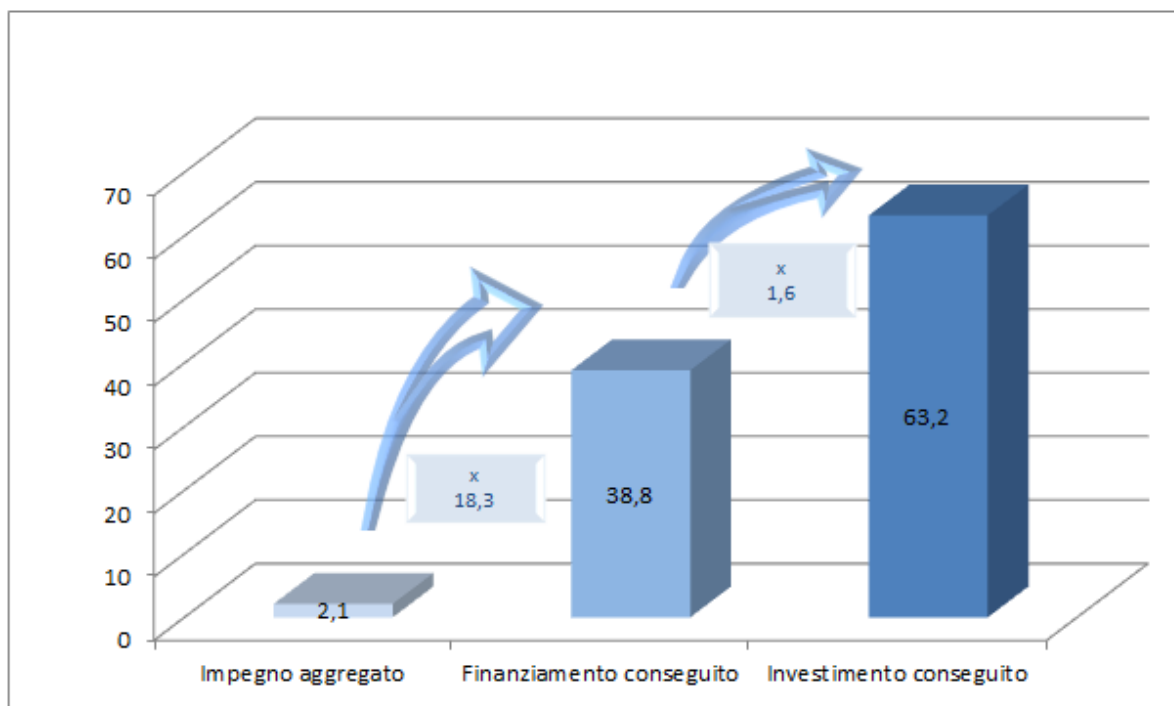 70
60
50
40
30
20
10
0
x
18,3
x
1,6
2,1
38,8
63,2
Impegno aggregato
Finanziamento conseguito
Investimento conseguito